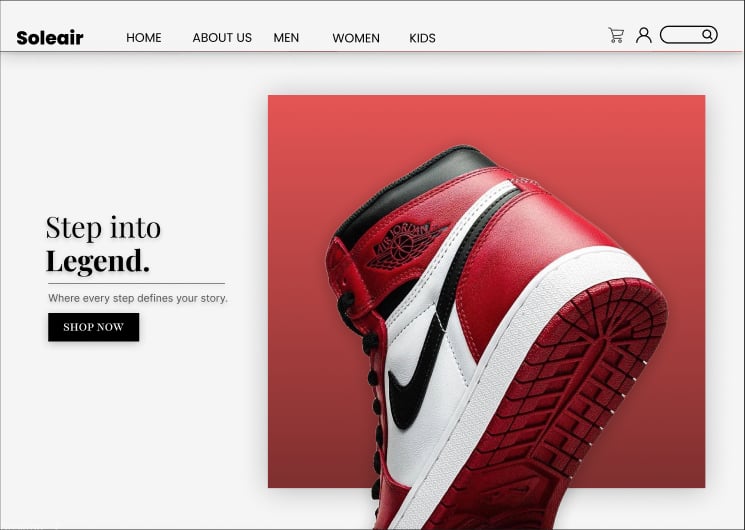 Soleair
HOME
ABOUT US
MEN
WOMEN
KIDS
AIR JORDAN
Step into
Legend.
Where every step defines your story.
SHOP NOW